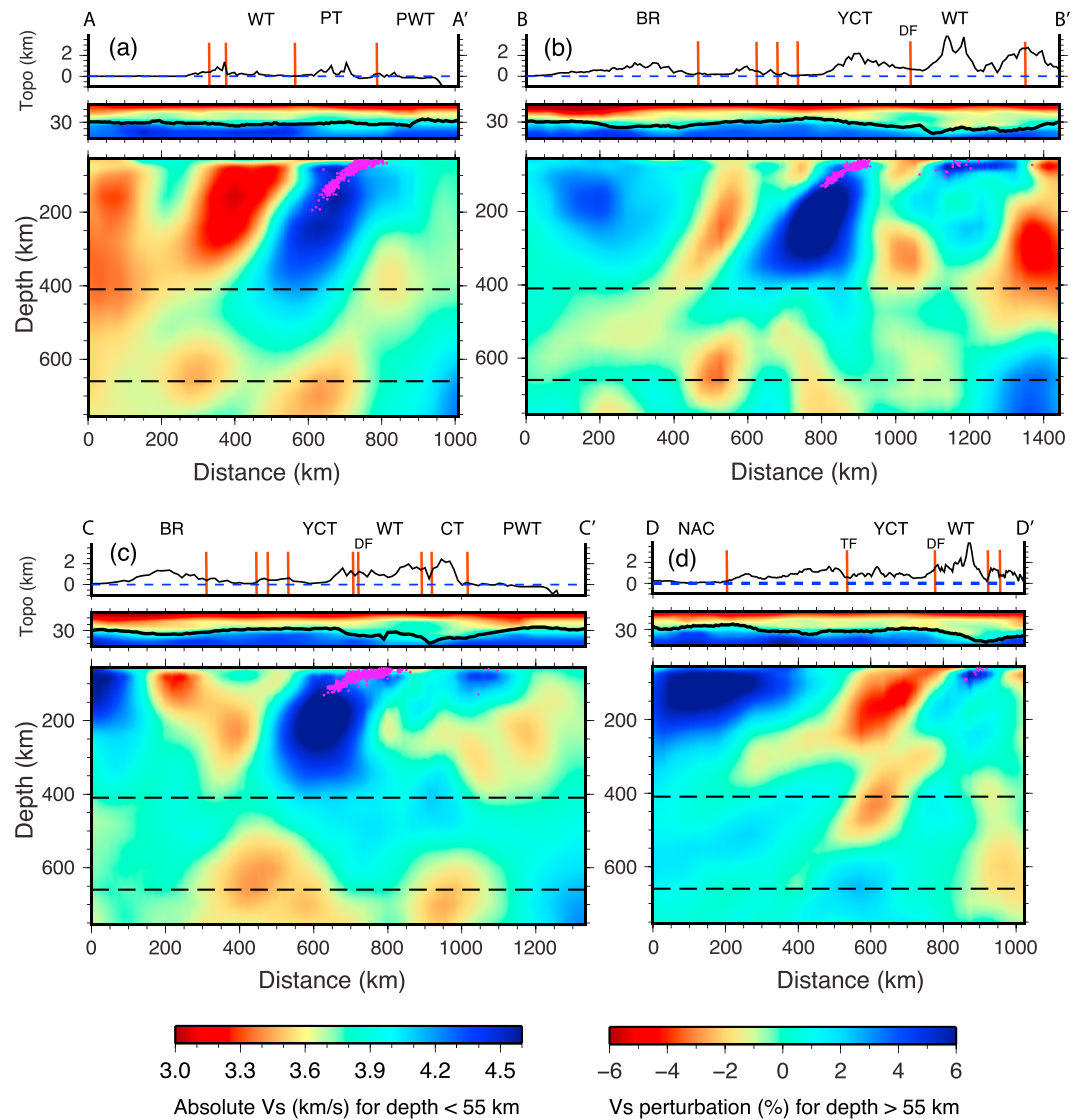 A WT PT PWT A′
(a)
Topo (km)
2
0
30
Depth (km)
200
400
600
0 200 400 600 800 1000
Distance (km)
B BR YCT DF WT B′
(b)
2
0
30
200
400
600
0 200 400 600 800 1000 1200 1400
Distance (km)
C BR YCT DF WT CT PWT C′
(c)
Topo (km)
2
0
30
Depth (km)
200
400
600
0 200 400 600 800 1000 1200
Distance (km)
D NAC TF YCT DF WT D′
(d)
2
0
30
200
400
600
0 200 400 600 800 1000
Distance (km)
3.0 3.3 3.6 3.9 4.2 4.5
Absolute Vs (km/s) for depth < 55 km
−6 −4 −2 0 2 4 6
Vs perturbation (%) for depth > 55 km